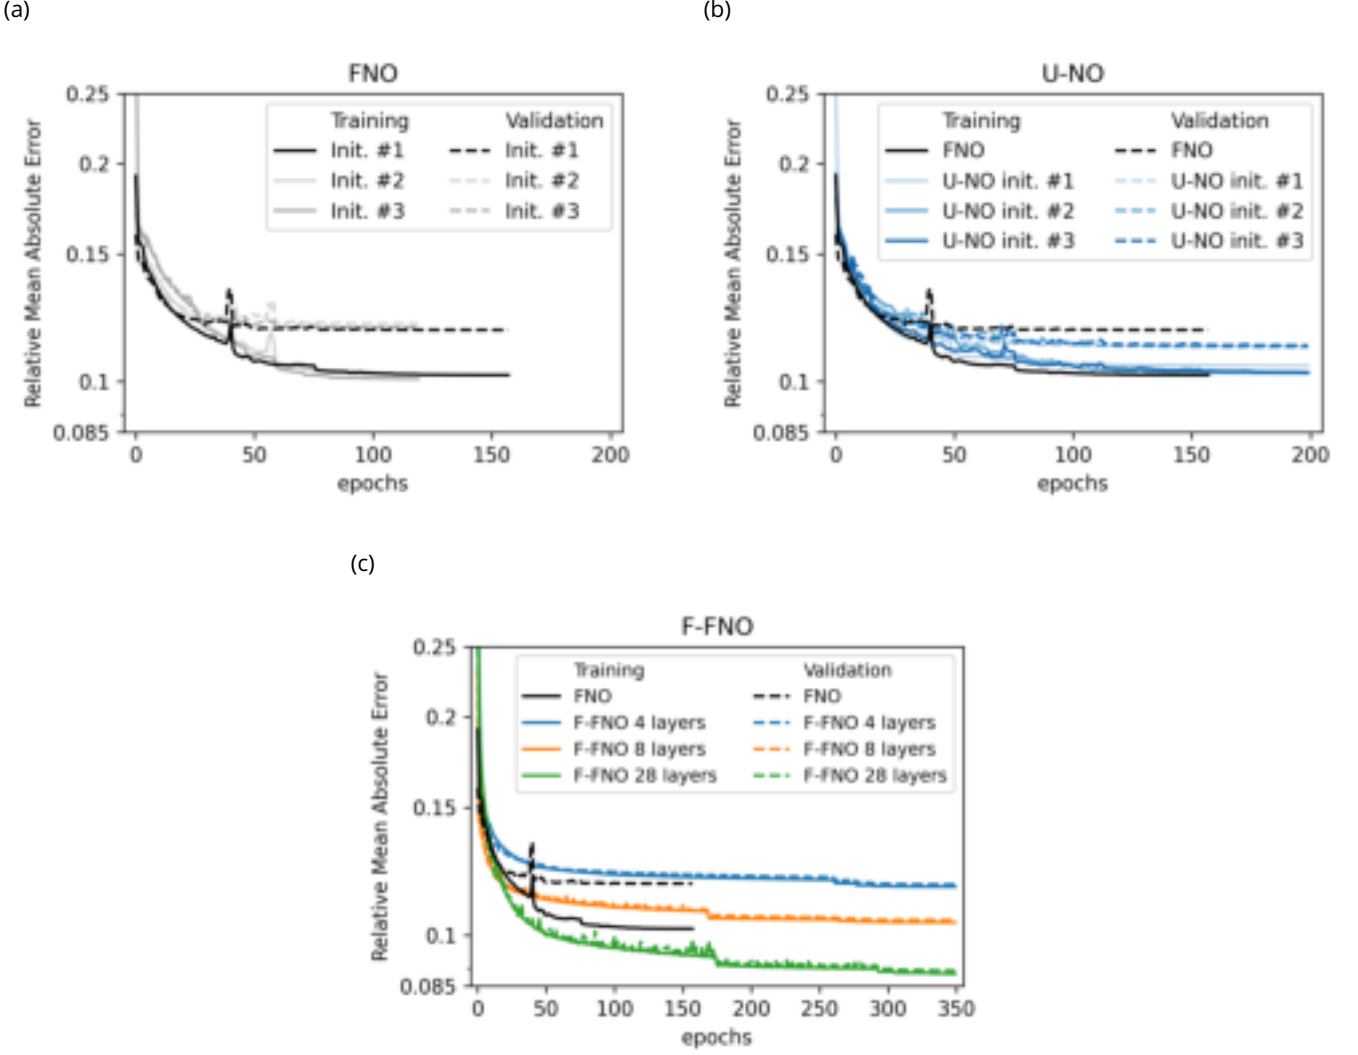 (a)
(b)
FNO
0.25
0.2
0.15
0.1
0.085
Relative Mean Absolute Error
Training Validation
Init. #1 Init. #1
Init. #2 Init. #2
Init. #3 Init. #3
0 50 100 150 200
epochs
U-NO
0.25
0.2
0.15
0.1
0.085
Relative Mean Absolute Error
Training Validation
FNO FNO
U-NO init. #1 U-NO init. #1
U-NO init. #2 U-NO init. #2
U-NO init. #3 U-NO init. #3
0 50 100 150 200
epochs
(c)
F-FNO
0.25
0.2
0.15
0.1
0.085
Relative Mean Absolute Error
Training Validation
FNO FNO
F-FNO 4 layers F-FNO 4 layers
F-FNO 8 layers F-FNO 8 layers
F-FNO 28 layers F-FNO 28 layers
0 50 100 150 200 250 300 350
epochs